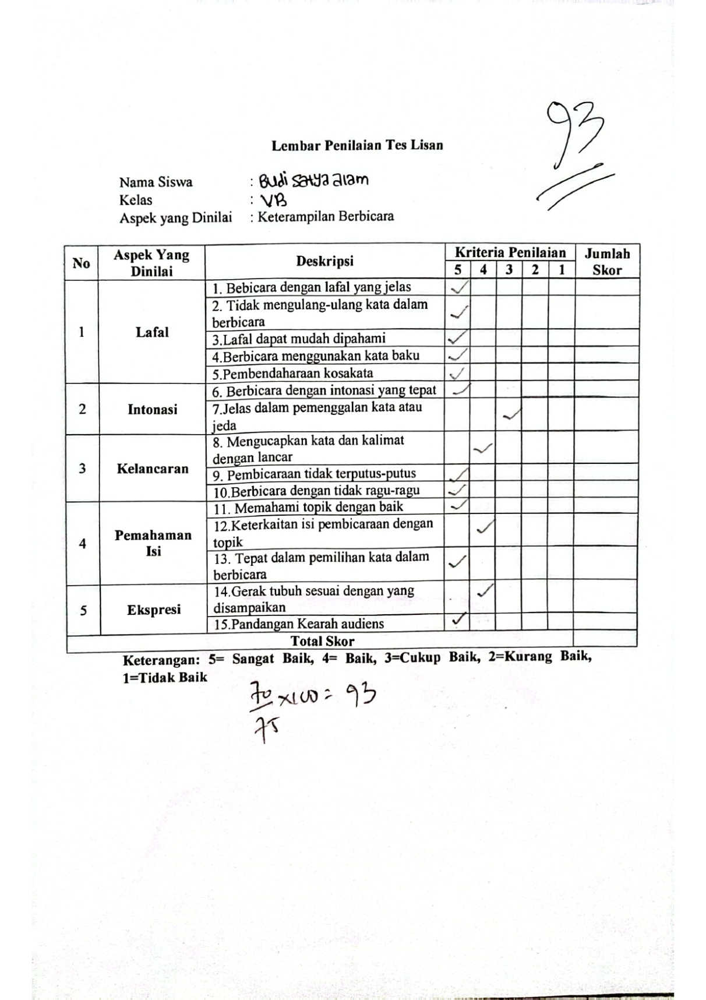 93
Lembar Penilaian Tes Lisan
Nama Siswa : Budi Satya alam
Kelas : VB
Aspek yang Dinilai : Keterampilan Berbicara
No Aspek Yang Dinilai Deskripsi Kriteria Penilaian Jumlah Skor
5 4 3 2 1
1 Lafal
1. Bebicara dengan lafal yang jelas ✓
2. Tidak mengulang-ulang kata dalam
berbicara ✓
3.Lafal dapat mudah dipahami ✓
4.Berbicara menggunakan kata baku ✓
5.Pembendaharaan kosakata ✓
2 Intonasi
6. Berbicara dengan intonasi yang tepat ✓
7.Jelas dalam pemenggalan kata atau
jeda ✓
3 Kelancaran
8. Mengucapkan kata dan kalimat
dengan lancar ✓
9. Pembicaraan tidak terputus-putus ✓
10.Berbicara dengan tidak ragu-ragu ✓
4 Pemahaman Isi
11. Memahami topik dengan baik ✓
12.Keterkaitan isi pembicaraan dengan
topik ✓
13. Tepat dalam pemilihan kata dalam
berbicara ✓
5 Ekspresi
14.Gerak tubuh sesuai dengan yang
disampaikan ✓
15.Pandangan Kearah audiens ✓
Total Skor
Keterangan: 5= Sangat Baik, 4= Baik, 3=Cukup Baik, 2=Kurang Baik,
1=Tidak Baik
70 x100 = 93
75